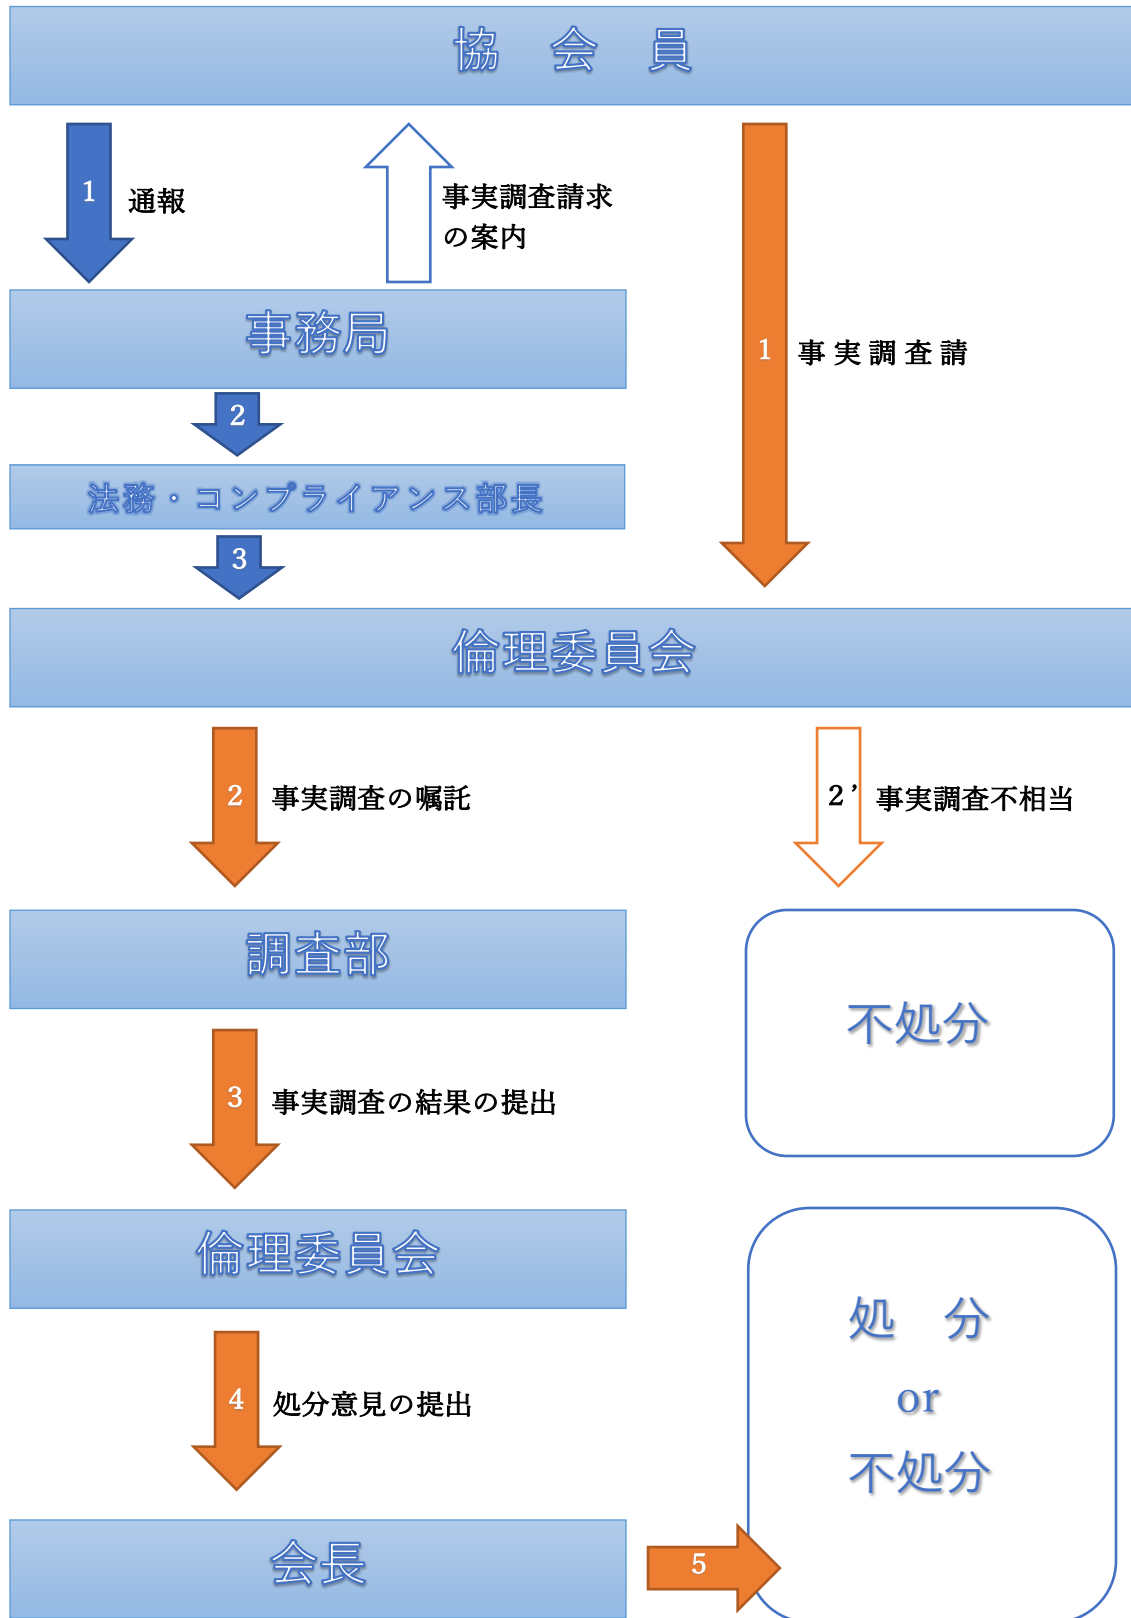 協　会　員
1 通報
事実調査請求
の案内
事務局
1 事実調査請
2
法務・コンプライアンス部長
3
倫理委員会
2 事実調査の嘱託
2’ 事実調査不相当
調査部
不処分
3 事実調査の結果の提出
倫理委員会
処　分
or
不処分
4 処分意見の提出
会長
5